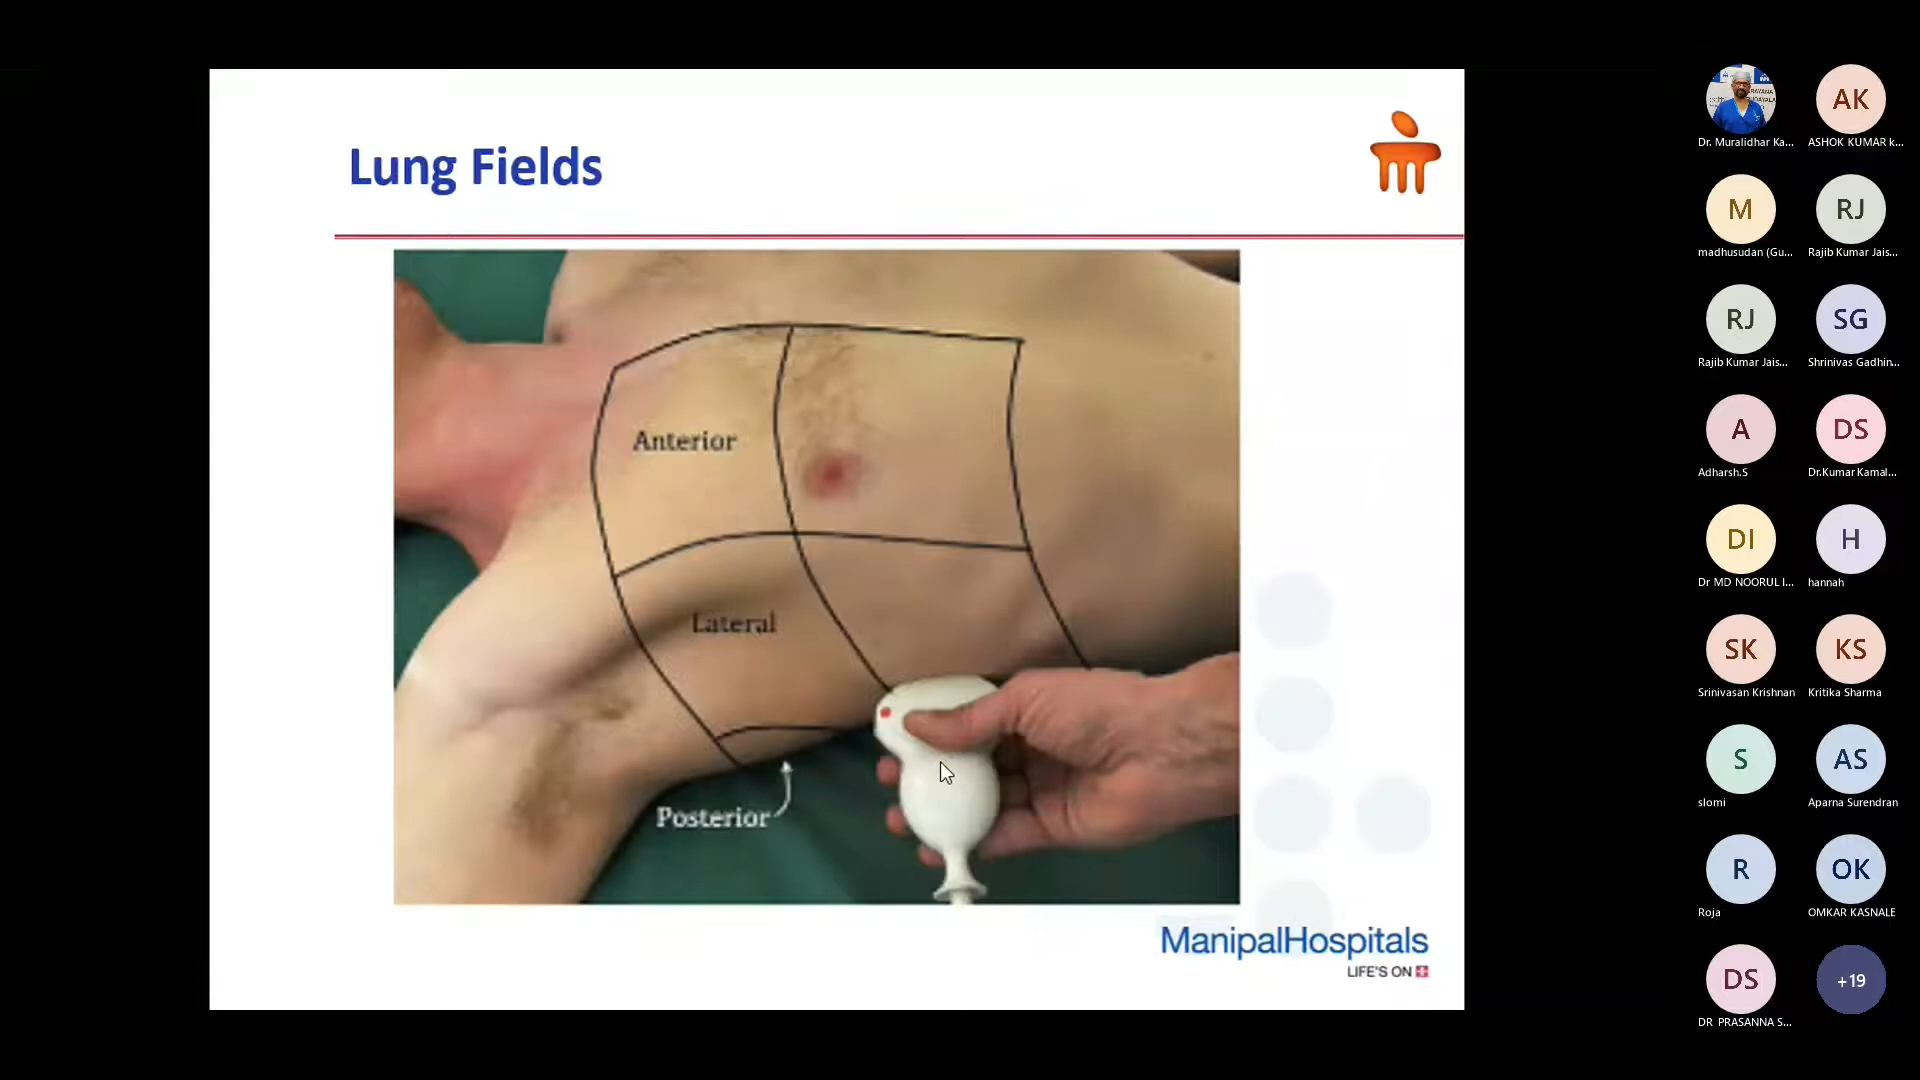 Lung Fields
Anterior
Lateral
Posterior
ManipalHospitals
LIFE'S ON
Dr. Muralidhar Ka...
AK
ASHOK KUMAR k...
M
madhusudan (Gu...
RJ
Rajib Kumar Jais...
RJ
Rajib Kumar Jais...
SG
Shrinivas Gadhin...
A
Adharsh.S
DS
Dr.Kumar Kamal...
DI
Dr MD NOORUL I...
H
hannah
SK
Srinivasan Krishnan
KS
Kritika Sharma
S
slomi
AS
Aparna Surendran
R
Roja
OK
OMKAR KASNALE
DS
DR PRASANNA S...
+19